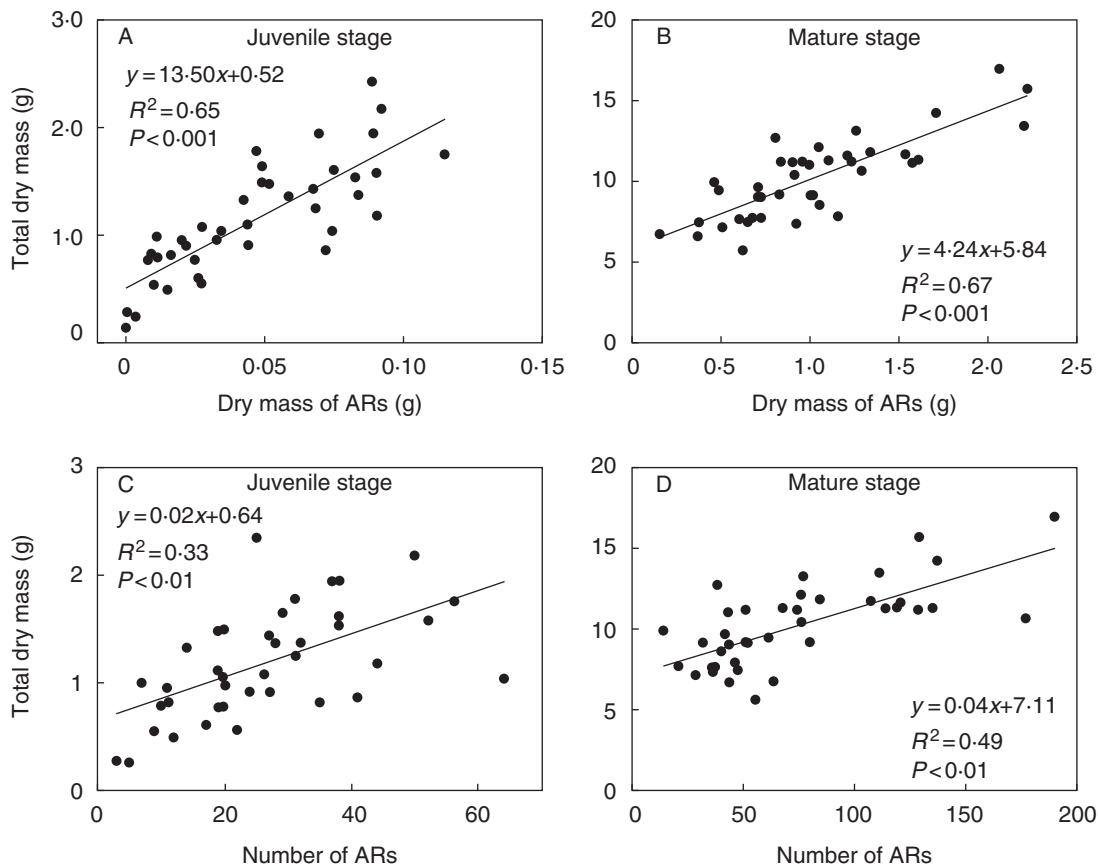 A Juvenile stage
y=13·50x+0·52
R²=0·65
P<0·001
3·0
2·0
1·0
0
Total dry mass (g)
0 0·05 0·10 0·15
Dry mass of ARs (g)
B Mature stage
20
15
10
5
0
y=4·24x+5·84
R²=0·67
P<0·001
0 0·5 1·0 1·5 2·0 2·5
Dry mass of ARs (g)
C Juvenile stage
y=0·02x+0·64
R²=0·33
P<0·01
3
2
1
0
Total dry mass (g)
0 20 40 60
Number of ARs
D Mature stage
20
15
10
5
0
y=0·04x+7·11
R²=0·49
P<0·01
0 50 100 150 200
Number of ARs